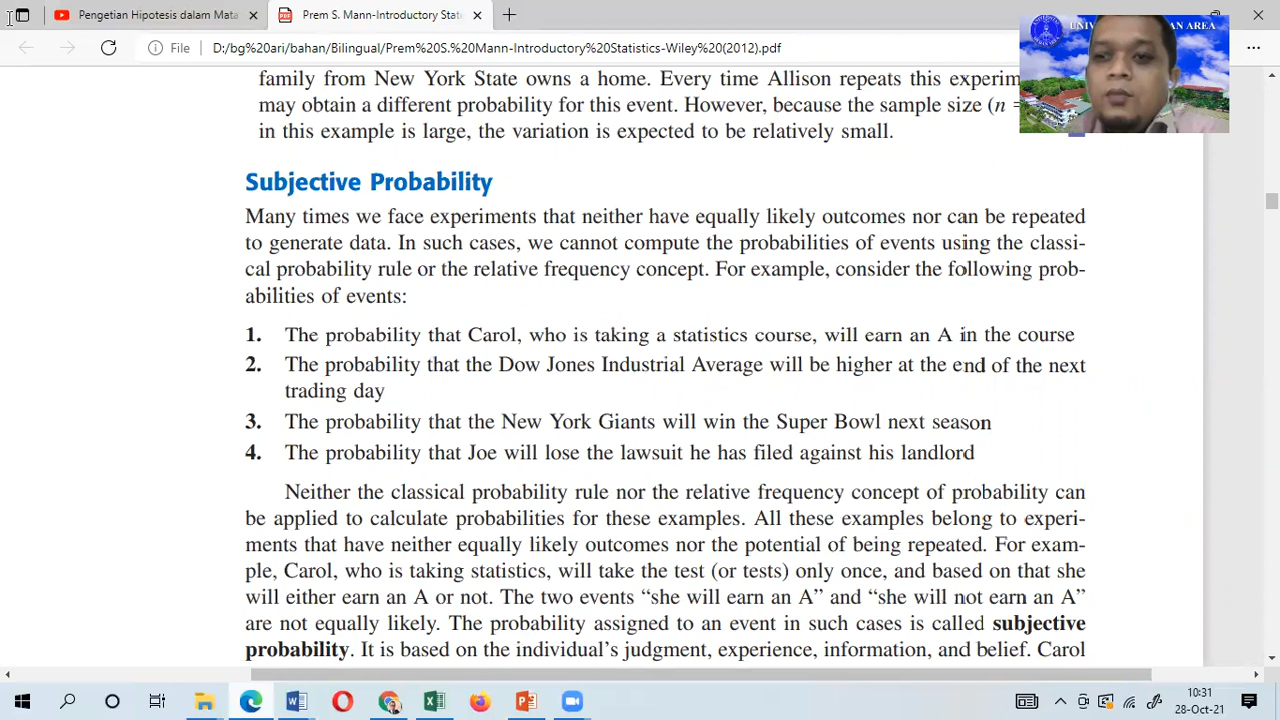 Pengetian Hipotesis dalam Mata
Prem S. Mann-Introductory Stat
File
D:/bg%20ari/bahan/Bilingual/Prem%20S.%20Mann-Introductory%20Statistics-Wiley%20(2012).pdf
AN AREA
family from New York State owns a home. Every time Allison repeats this experim
may obtain a different probability for this event. However, because the sample size (n =
in this example is large, the variation is expected to be relatively small.
Subjective Probability
Many times we face experiments that neither have equally likely outcomes nor can be repeated
to generate data. In such cases, we cannot compute the probabilities of events using the classi-
cal probability rule or the relative frequency concept. For example, consider the following prob-
abilities of events:
1. The probability that Carol, who is taking a statistics course, will earn an A in the course
2. The probability that the Dow Jones Industrial Average will be higher at the end of the next
trading day
3. The probability that the New York Giants will win the Super Bowl next season
4. The probability that Joe will lose the lawsuit he has filed against his landlord
Neither the classical probability rule nor the relative frequency concept of probability can
be applied to calculate probabilities for these examples. All these examples belong to experi-
ments that have neither equally likely outcomes nor the potential of being repeated. For exam-
ple, Carol, who is taking statistics, will take the test (or tests) only once, and based on that she
will either earn an A or not. The two events “she will earn an A” and “she will not earn an A”
are not equally likely. The probability assigned to an event in such cases is called subjective
probability. It is based on the individual’s judgment, experience, information, and belief. Carol
10:31
28-Oct-21